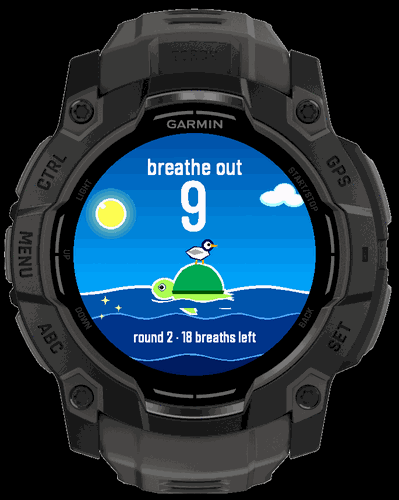 GARMIN
CTRL
LIGHT
GPS
START/STOP
breathe out
9
MENU
UP
ABC
DOWN
SET
BACK
round 2 · 18 breaths left